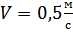 V = 0,5 м/с